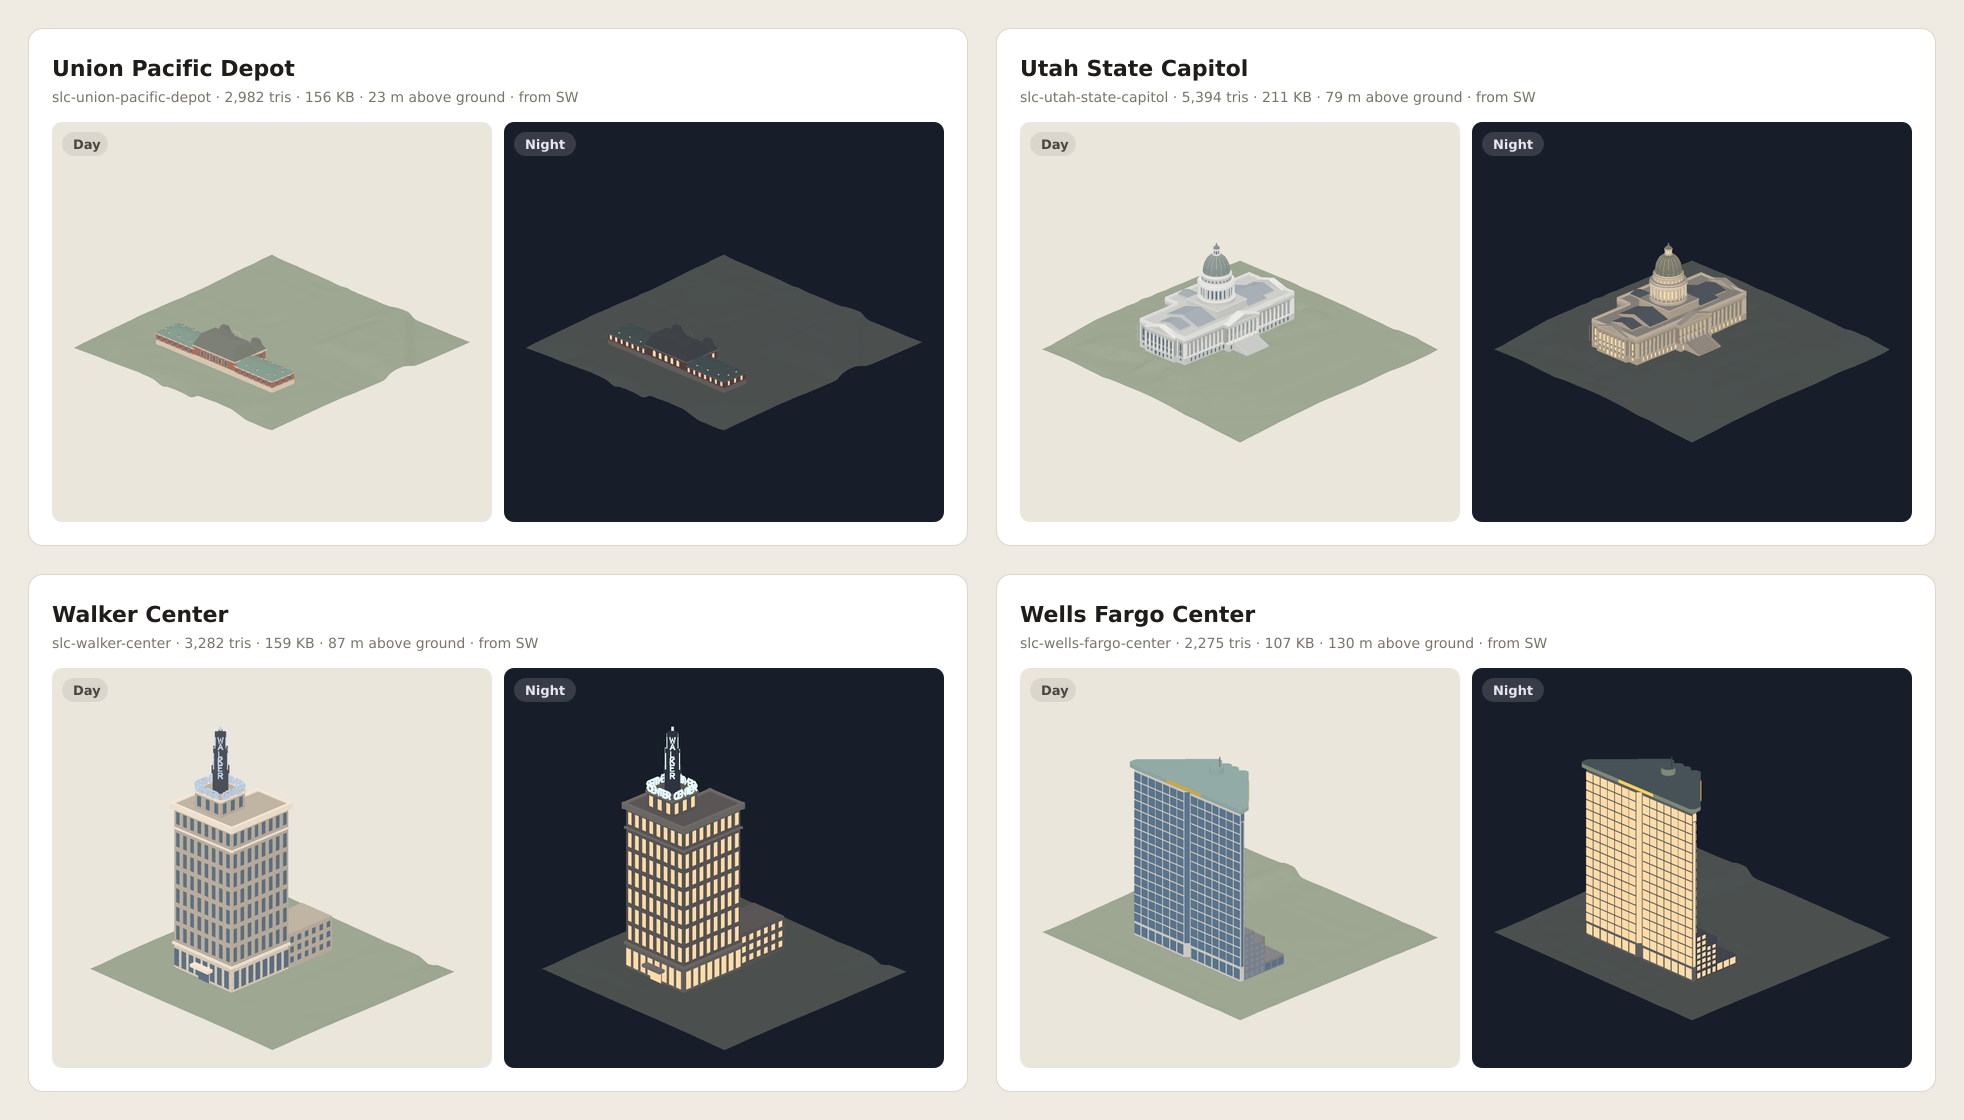 Union Pacific Depot
slc-union-pacific-depot · 2,982 tris · 156 KB · 23 m above ground · from SW
Day
Night
Utah State Capitol
slc-utah-state-capitol · 5,394 tris · 211 KB · 79 m above ground · from SW
Day
Night
Walker Center
slc-walker-center · 3,282 tris · 159 KB · 87 m above ground · from SW
Day
WALKER
Night
WALKER
Wells Fargo Center
slc-wells-fargo-center · 2,275 tris · 107 KB · 130 m above ground · from SW
Day
Night